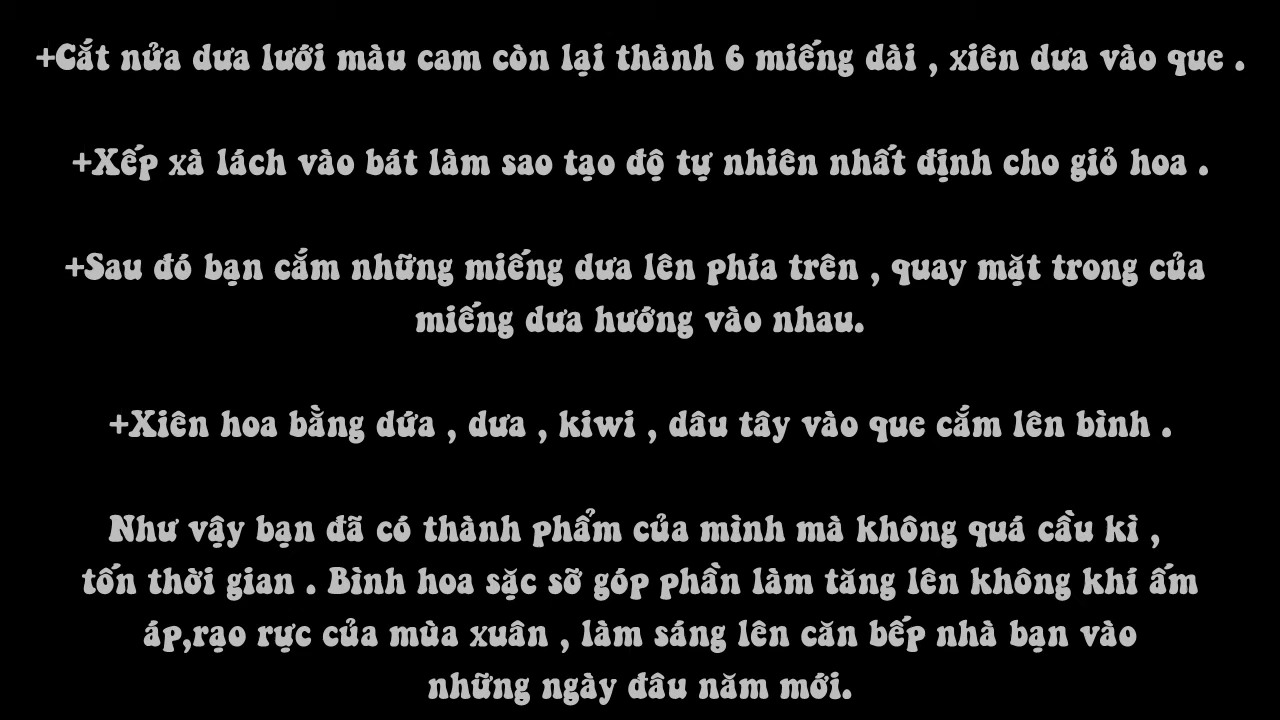 +Cắt nửa dưa lưới màu cam còn lại thành 6 miếng dài , xiên dưa vào que .
+Xếp xà lách vào bát làm sao tạo độ tự nhiên nhất định cho giỏ hoa .
+Sau đó bạn cắm những miếng dưa lên phía trên , quay mặt trong của
miếng dưa hướng vào nhau.
+Xiên hoa bằng dứa , dưa , kiwi , dâu tây vào que cắm lên bình .
Như vậy bạn đã có thành phẩm của mình mà không quá cầu kì ,
tốn thời gian . Bình hoa sặc sỡ góp phần làm tăng lên không khí ấm
áp,rạo rực của mùa xuân , làm sáng lên căn bếp nhà bạn vào
những ngày đâu năm mới.